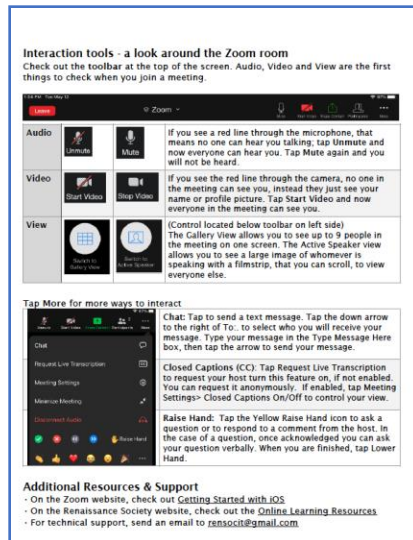 Interaction tools - a look around the Zoom room
Check out the toolbar at the top of the screen. Audio, Video and View are the first
things to check when you join a meeting.
Leave
Zoom
Audio
Unmute
Mute
If you see a red line through the microphone, that
means no one can hear you talking; tap Unmute and
now everyone can hear you. Tap Mute again and you
will not be heard.
Video
Start Video
Stop Video
If you see the red line through the camera, no one in
the meeting can see you, instead they just see your
name or profile picture. Tap Start Video and now
everyone in the meeting can see you.
View
Switch to
Gallery View
Switch to
Active Speaker
(Control located below toolbar on left side)
The Gallery View allows you to see up to 9 people in
the meeting on one screen. The Active Speaker view
allows you to see a large image of whomever is
speaking with a filmstrip, that you can scroll, to view
everyone else.
Tap More for more ways to interact
Chat
Request Live Transcription
Meeting Settings
Minimize Meeting
Disconnect Audio
Raise Hand
Chat: Tap to send a text message. Tap the down arrow
to the right of To:. to select who you will receive your
message. Type your message in the Type Message Here
box, then tap the arrow to send your message.
Closed Captions (CC): Tap Request Live Transcription
to request your host turn this feature on, if not enabled.
You can request it anonymously. If enabled, tap Meeting
Settings> Closed Captions On/Off to control your view.
Raise Hand: Tap the Yellow Raise Hand icon to ask a
question or to respond to a comment from the host. In
the case of a question, once acknowledged you can ask
your question verbally. When you are finished, tap Lower
Hand.
Additional Resources & Support
· On the Zoom website, check out Getting Started with iOS
· On the Renaissance Society website, check out the Online Learning Resources
· For technical support, send an email to rensocit@gmail.com